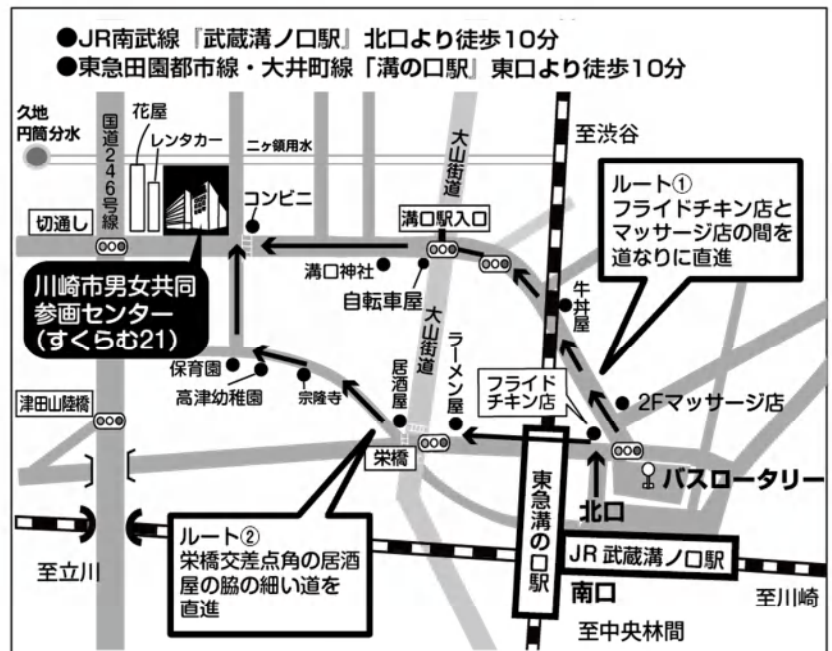 ●JR南武線『武蔵溝ノ口駅』北口より徒歩10分
●東急田園都市線・大井町線「溝の口駅』東口より徒歩10分
久地
円筒分水
花屋
レンタカー
国道246号線
二ヶ領用水
大山街道
至渋谷
コンビニ
切通し
溝口駅入口
ルート①
フライドチキン店と
マッサージ店の間を
道なりに直進
溝口神社
自転車屋
牛丼屋
川崎市男女共同
参画センター
(すくらむ21)
大山街道
ラーメン屋
居酒屋
保育園
高津幼稚園
宗隆寺
フライド
チキン店
2Fマッサージ店
津田山陸橋
栄橋
バスロータリー
北口
東急溝の口駅
JR 武蔵溝ノ口駅
ルート②
栄橋交差点角の居酒
屋の脇の細い道を
直進
至立川
南口
至川崎
至中央林間